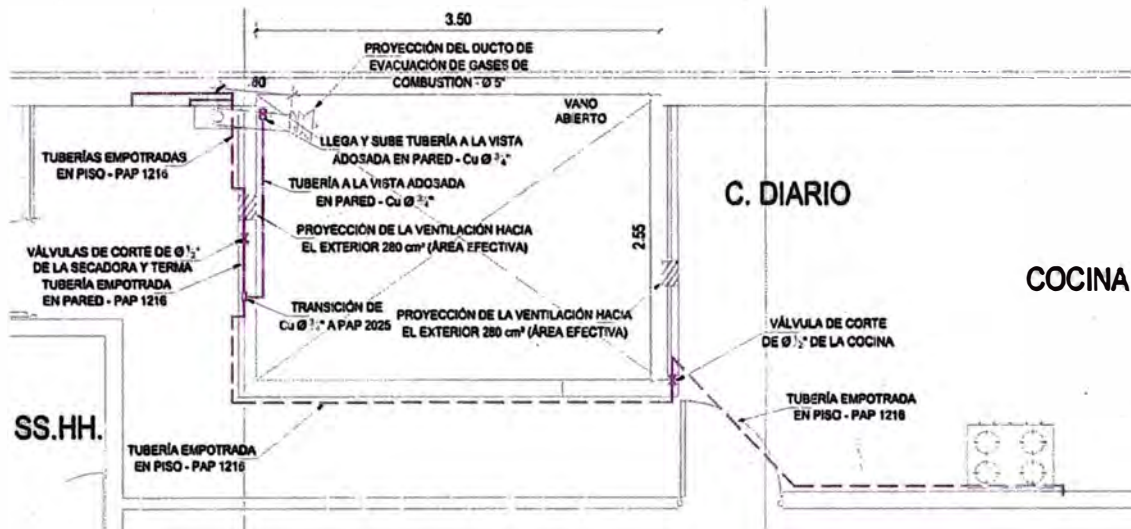 3.50
PROYECCIÓN DEL DUCTO DE
EVACUACIÓN DE GASES DE
COMBUSTIÓN - Ø 5"
.60
VANO
ABIERTO
LLEGA Y SUBE TUBERÍA A LA VISTA
ADOSADA EN PARED - Cu Ø ¾"
TUBERÍAS EMPOTRADAS
EN PISO - PAP 1216
TUBERÍA A LA VISTA ADOSADA
EN PARED - Cu Ø ¾"
C. DIARIO
PROYECCIÓN DE LA VENTILACIÓN HACIA
EL EXTERIOR 280 cm² (ÁREA EFECTIVA)
2.55
VÁLVULAS DE CORTE DE Ø ½"
DE LA SECADORA Y TERMA
TUBERÍA EMPOTRADA
EN PARED - PAP 1216
COCINA
TRANSICIÓN DE
Cu Ø ¾" A PAP 2025
PROYECCIÓN DE LA VENTILACIÓN HACIA
EL EXTERIOR 280 cm² (ÁREA EFECTIVA)
VÁLVULA DE CORTE
DE Ø ½" DE LA COCINA
TUBERÍA EMPOTRADA
EN PISO - PAP 1216
SS.HH.
TUBERÍA EMPOTRADA
EN PISO - PAP 1216